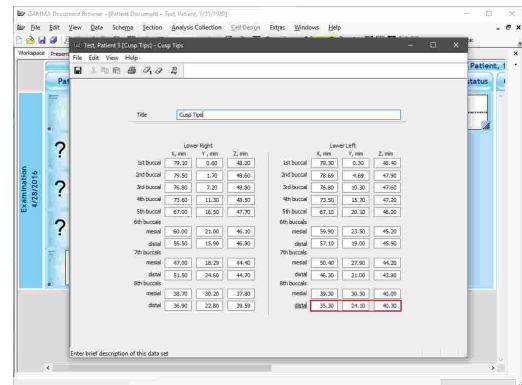 GAMMA Document Browser - [Patient Document - Test, Patient, 1/31/1980]
File Edit View Data Schema Section Analysis Collection Cell Design Extras Windows Help
Workspace Present
Test, Patient 3 [Cusp Tips] - Cusp Tips
File Edit View Help
Patient, 1
Pat
status
Examination
4/28/2016
?
?
?
Title Cusp Tips
Lower Right Lower Left
X, mm Y, mm Z, mm X, mm Y, mm Z, mm
1st buccal 79.10 0.60 48.20 1st buccal 78.30 0.30 48.40
2nd buccal 79.50 1.70 48.60 2nd buccal 78.69 4.69 47.90
3rd buccal 76.80 7.20 48.80 3rd buccal 76.80 10.30 47.60
4th buccal 73.60 11.30 48.50 4th buccal 73.50 15.70 47.20
5th buccal 67.00 16.50 47.70 5th buccal 67.10 20.10 46.20
6th buccals 6th buccals
mesial 60.00 21.00 46.10 mesial 59.90 23.50 45.20
distal 56.50 15.90 46.80 distal 57.10 19.00 45.90
7th buccals 7th buccals
mesial 47.00 18.29 44.40 mesial 50.40 27.90 44.20
distal 51.50 24.60 44.70 distal 46.30 21.00 43.80
8th buccals 8th buccals
mesial 38.70 30.20 37.80 mesial 39.30 30.30 40.09
distal 36.90 22.80 39.59 distal 35.30 24.10 40.30
Enter brief description of this data set